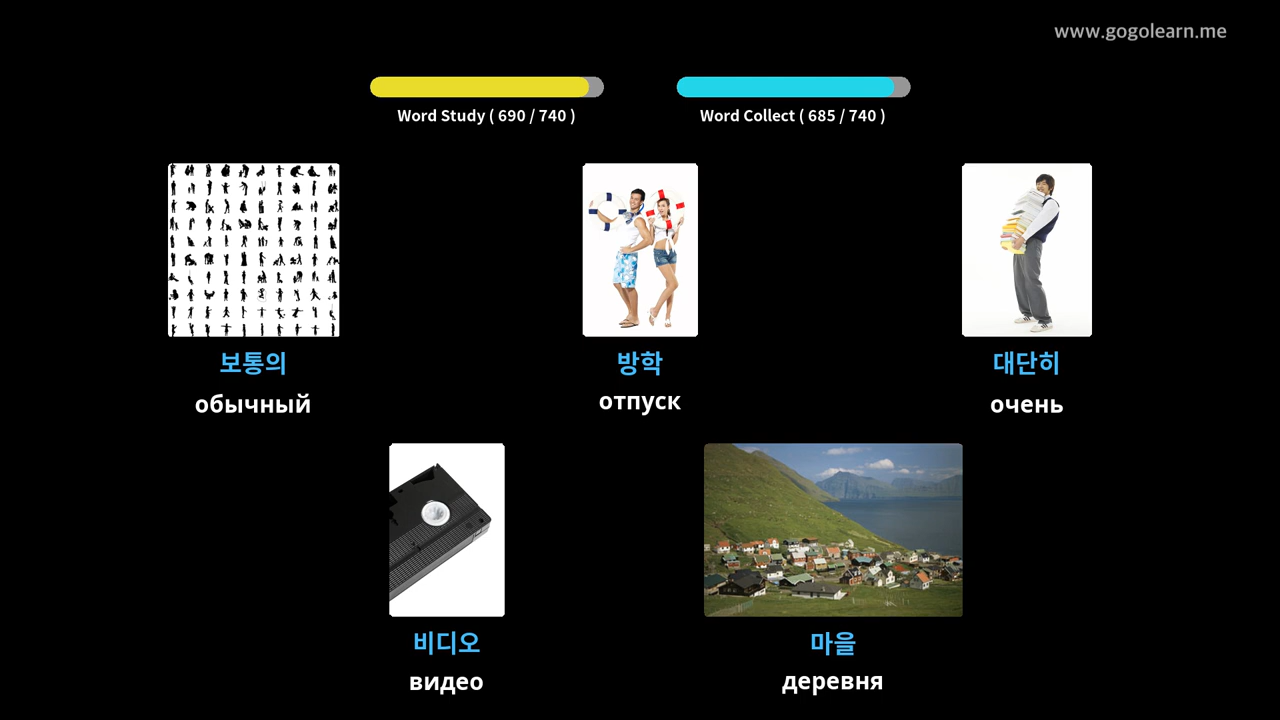 www.gogolearn.me
Word Study ( 690 / 740 )
Word Collect ( 685 / 740 )
보통의
обычный
방학
отпуск
대단히
очень
비디오
видео
마을
деревня